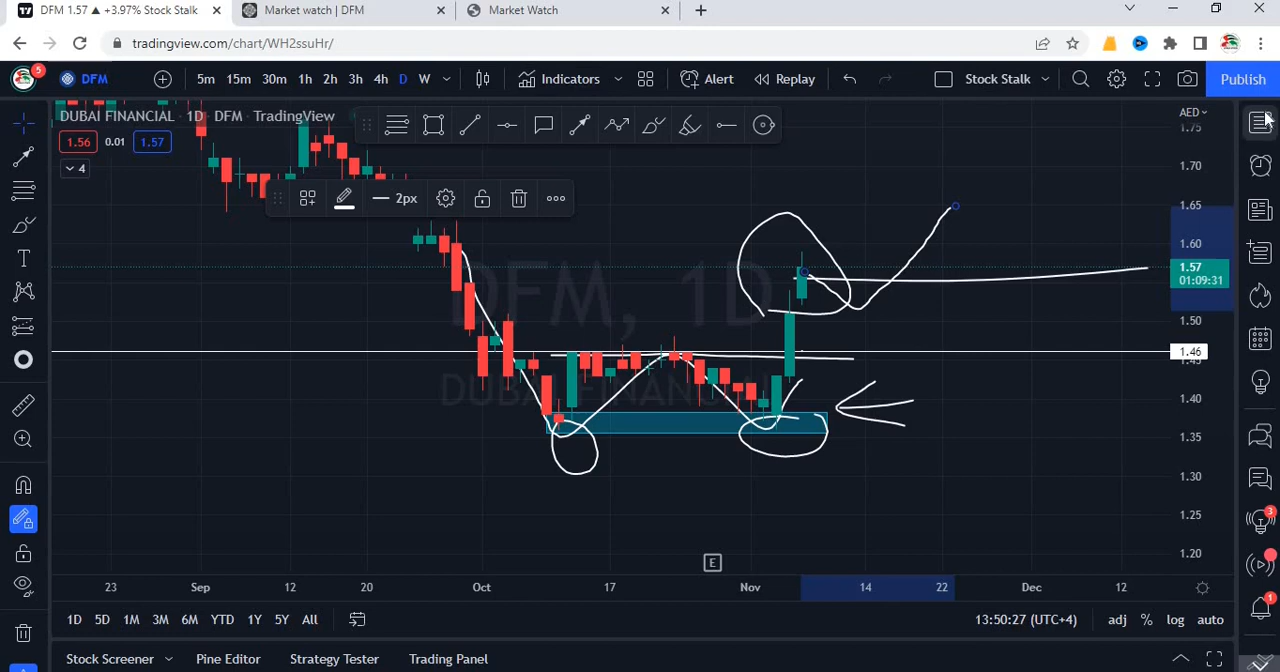 DFM 1.57 ▲ +3.97% Stock Stalk
Market watch | DFM
Market Watch
tradingview.com/chart/WH2ssuHr/
5
DFM
5m 15m 30m 1h 2h 3h 4h D W
Indicators
Alert
Replay
Stock Stalk
Publish
DUBAI FINANCIAL · 1D · DFM · TradingView
AED
1.56 0.01 1.57
4
2px
DFM, 1D
DUBAI FINANCIAL
1.75
1.70
1.65
1.60
1.57
01:09:31
1.50
1.46
1.45
1.40
1.35
1.30
1.25
1.20
E
23 Sep 12 20 Oct 17 Nov 14 22 Dec 12
1D 5D 1M 3M 6M YTD 1Y 5Y All
13:50:27 (UTC+4)
adj % log auto
Stock Screener Pine Editor Strategy Tester Trading Panel
3
1